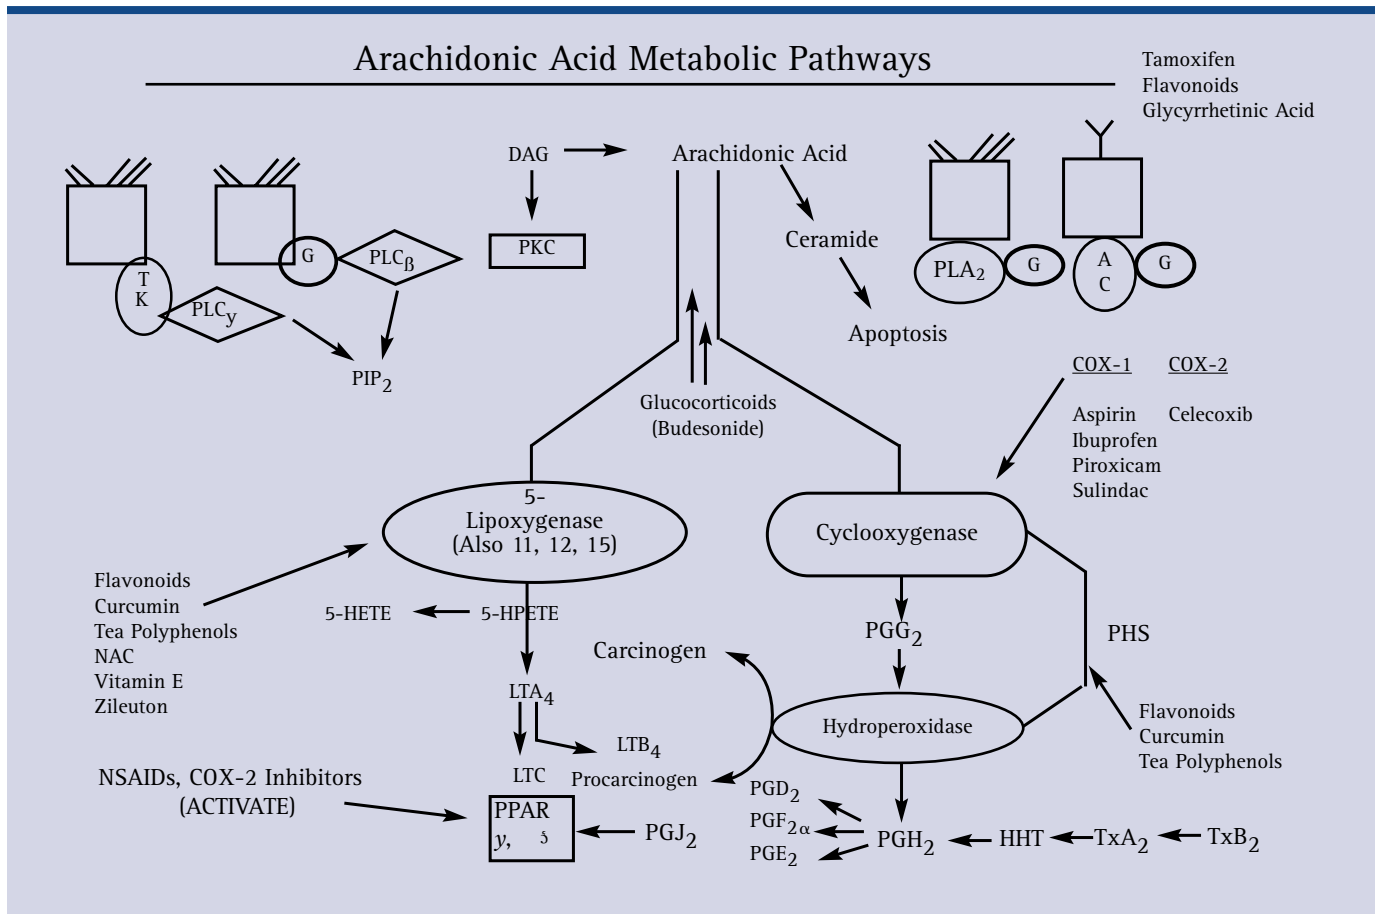 Arachidonic Acid Metabolic Pathways
Tamoxifen
Flavonoids
Glycyrrhetinic Acid
DAG
Arachidonic Acid
PKC
Ceramide
Apoptosis
G
PLCβ
T
K
PLCy
PIP2
PLA2
G
A
C
G
Glucocorticoids
(Budesonide)
COX-1 COX-2
Aspirin Celecoxib
Ibuprofen
Piroxicam
Sulindac
5-
Lipoxygenase
(Also 11, 12, 15)
Cyclooxygenase
Flavonoids
Curcumin
Tea Polyphenols
NAC
Vitamin E
Zileuton
5-HETE
5-HPETE
PGG2
PHS
Carcinogen
LTA4
Hydroperoxidase
Flavonoids
Curcumin
Tea Polyphenols
LTB4
LTC
Procarcinogen
NSAIDs, COX-2 Inhibitors
(ACTIVATE)
PPAR
y, δ
PGJ2
PGD2
PGF2α
PGE2
PGH2
HHT
TxA2
TxB2